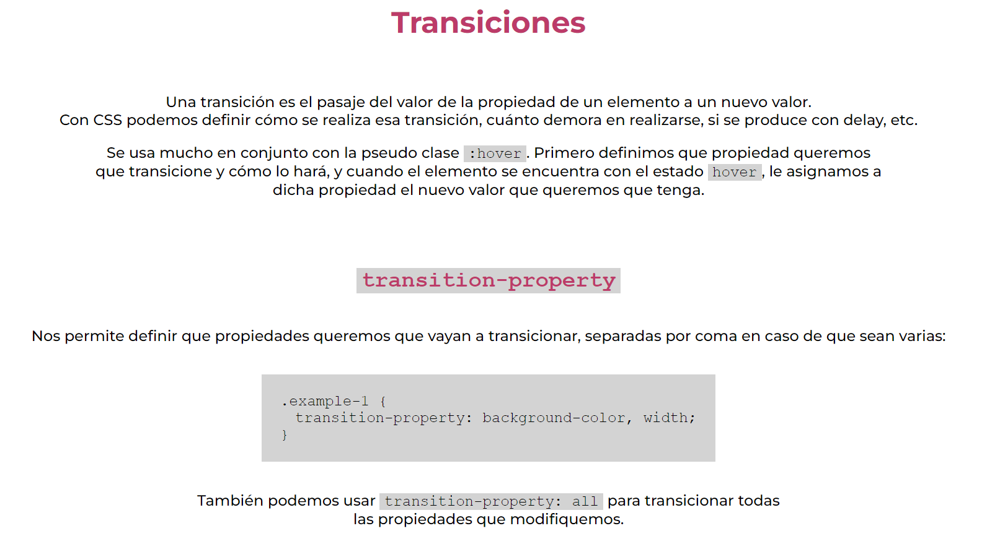 Transiciones
Una transición es el pasaje del valor de la propiedad de un elemento a un nuevo valor.
Con CSS podemos definir cómo se realiza esa transición, cuánto demora en realizarse, si se produce con delay, etc.
Se usa mucho en conjunto con la pseudo clase :hover. Primero definimos que propiedad queremos
que transicione y cómo lo hará, y cuando el elemento se encuentra con el estado hover, le asignamos a
dicha propiedad el nuevo valor que queremos que tenga.
transition-property
Nos permite definir que propiedades queremos que vayan a transicionar, separadas por coma en caso de que sean varias:
.example-1 {
  transition-property: background-color, width;
}
También podemos usar transition-property: all para transicionar todas
las propiedades que modifiquemos.